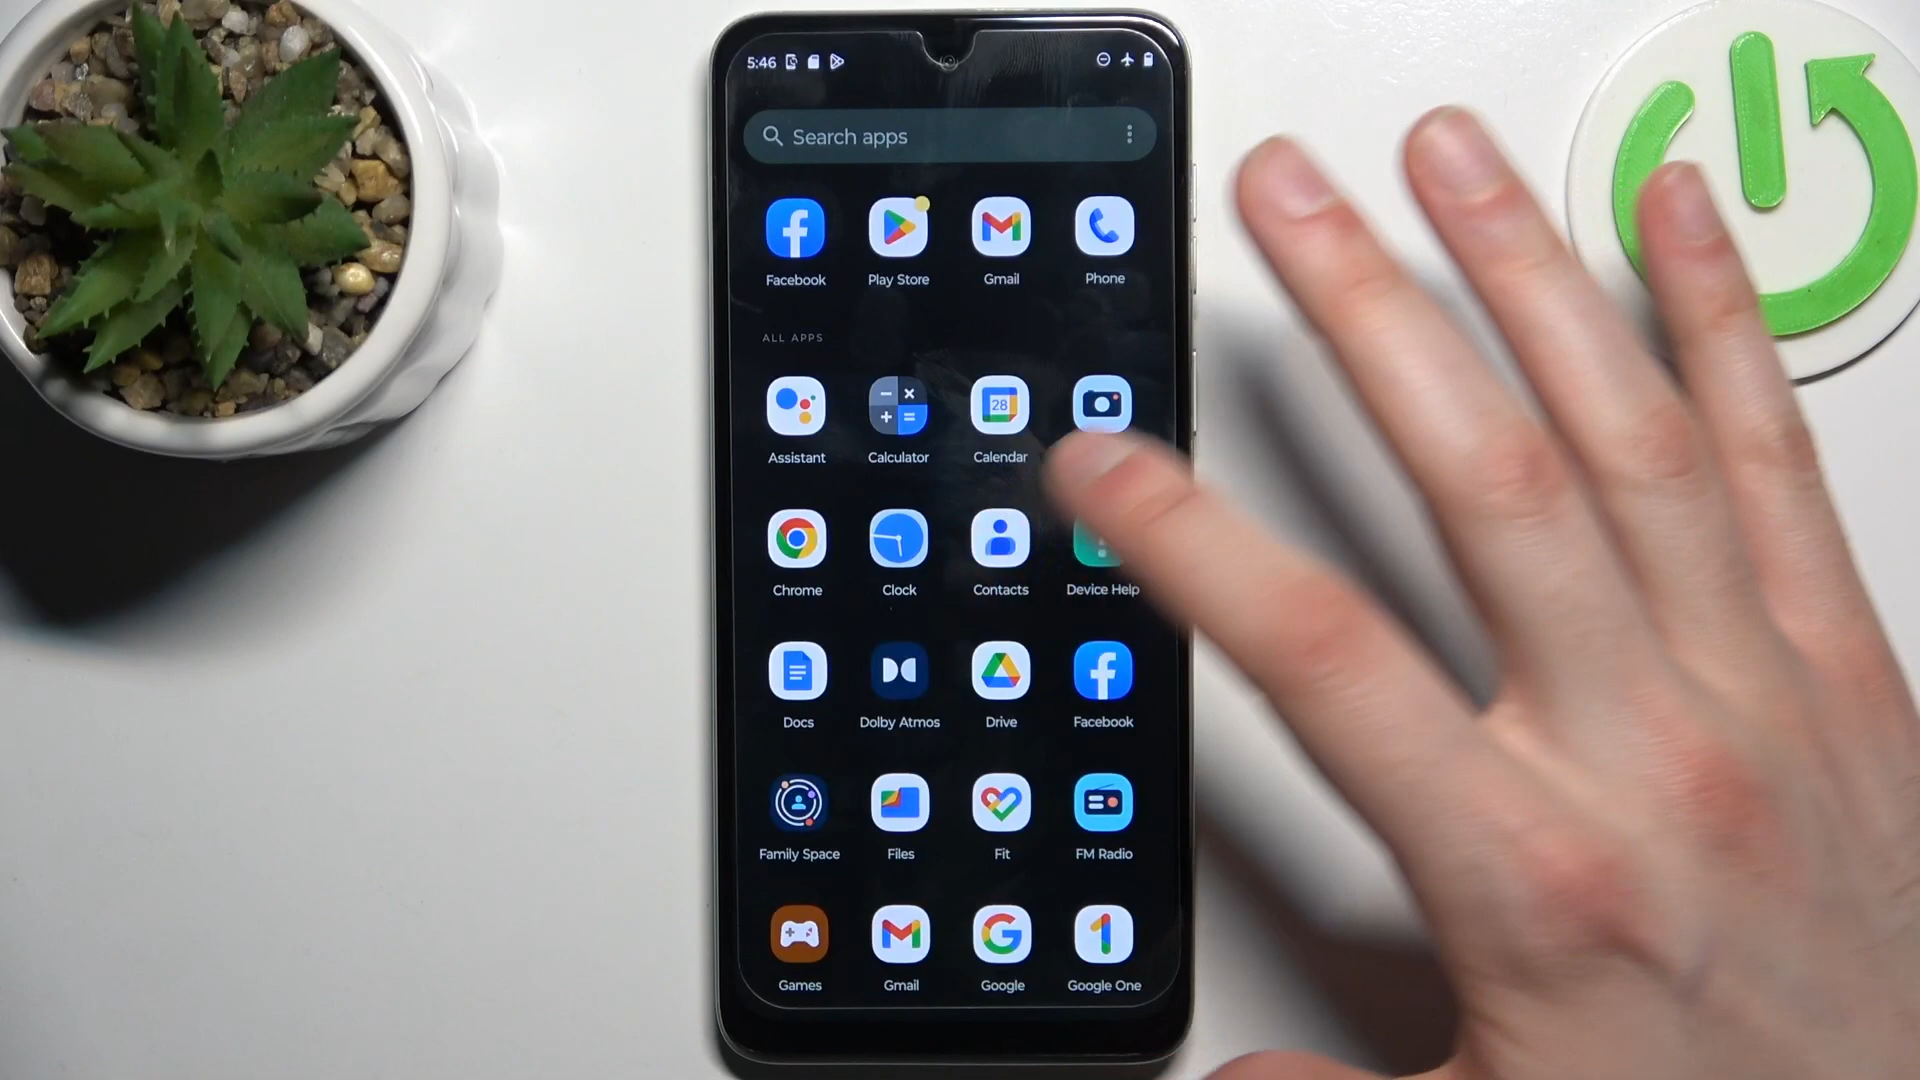 5:46
Search apps
Facebook Play Store Gmail Phone
ALL APPS
28
Assistant Calculator Calendar
Chrome Clock Contacts Device Help
Docs Dolby Atmos Drive Facebook
Family Space Files Fit FM Radio
Games Gmail Google Google One